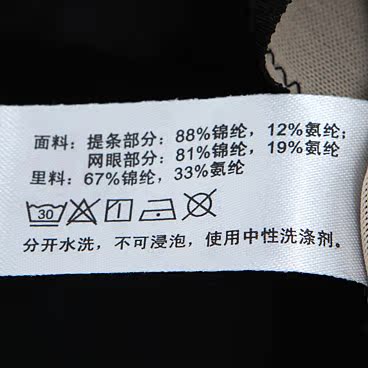 面料：提条部分：88%锦纶，12%氨纶；
网眼部分：81%锦纶，19%氨纶
里料：67%锦纶，33%氨纶
30
分开水洗，不可浸泡，使用中性洗涤剂。